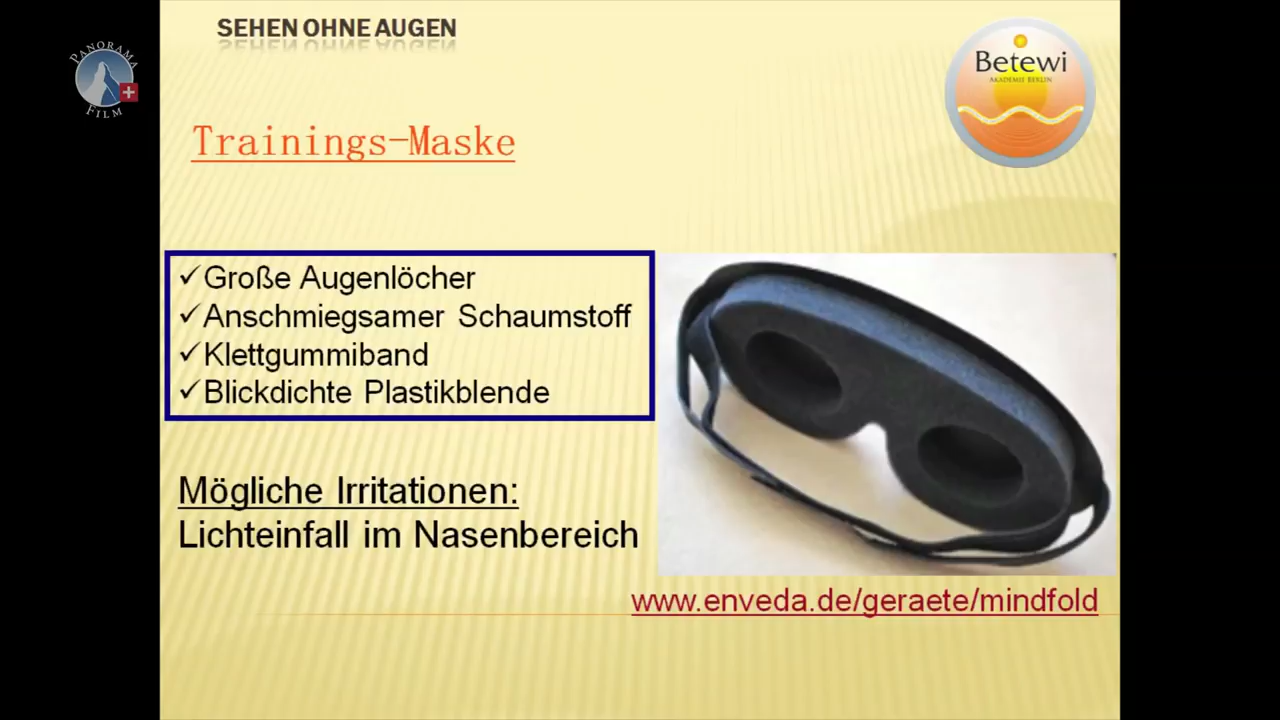 SEHEN OHNE AUGEN
PANORAMA
FILM
Betewi
AKADEMIE BERLIN
Trainings-Maske
✓Große Augenlöcher
✓Anschmiegsamer Schaumstoff
✓Klettgummiband
✓Blickdichte Plastikblende
Mögliche Irritationen:
Lichteinfall im Nasenbereich
www.enveda.de/geraete/mindfold